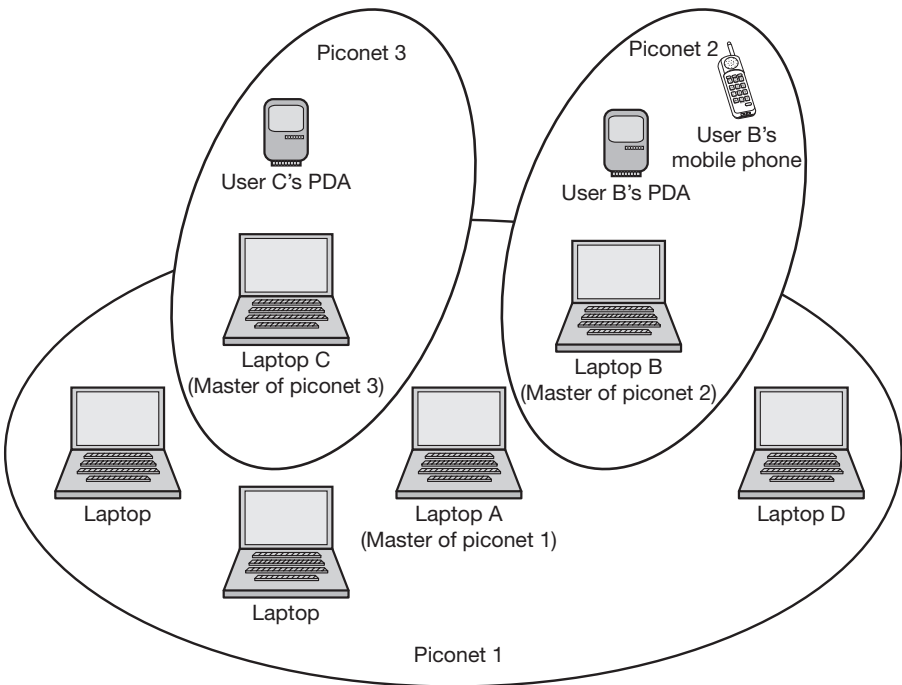 Piconet 3
Piconet 2
User B's
mobile phone
User C's PDA
User B's PDA
Laptop C
(Master of piconet 3)
Laptop B
(Master of piconet 2)
Laptop
Laptop A
(Master of piconet 1)
Laptop D
Laptop
Piconet 1